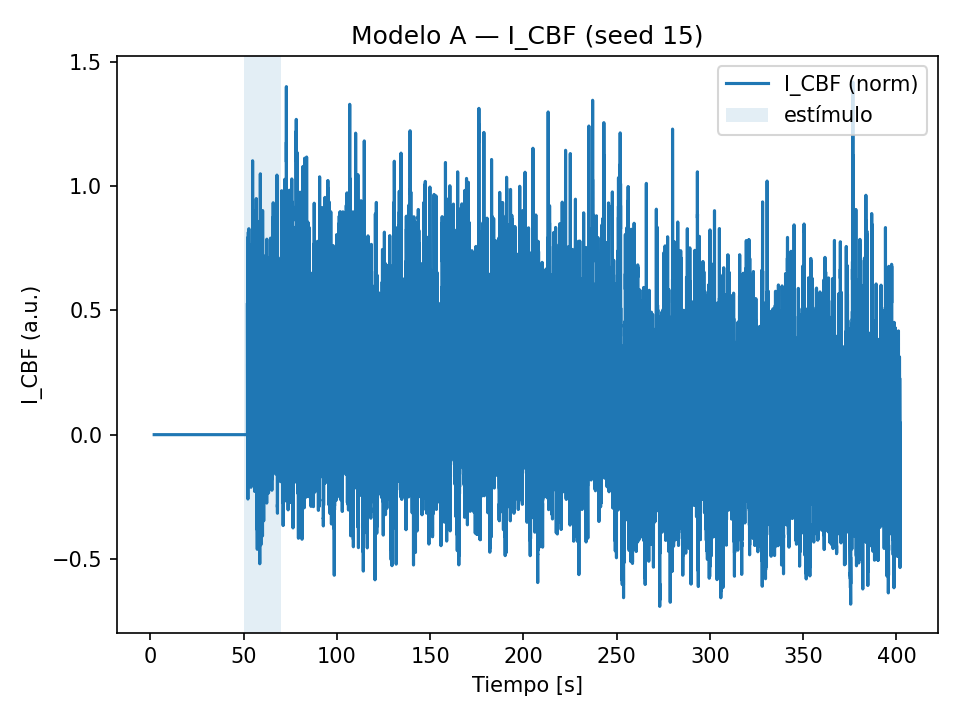 Modelo A — I_CBF (seed 15)
I_CBF (norm)
estímulo
I_CBF (a.u.)
1.5
1.0
0.5
0.0
−0.5
0
50
100
150
200
250
300
350
400
Tiempo [s]